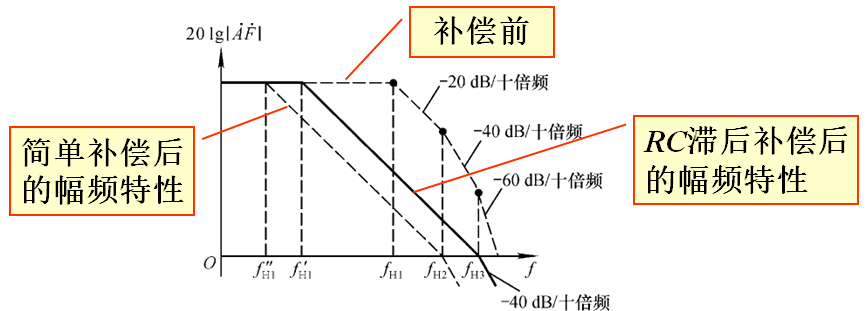 20 lg|ȦḞ|
补偿前
-20 dB/十倍频
-40 dB/十倍频
-60 dB/十倍频
简单补偿后
的幅频特性
RC滞后补偿后
的幅频特性
O
f″H1
f′H1
fH1
fH2
fH3
f
-40 dB/十倍频